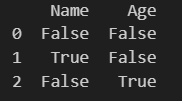 Name Age
0 False False
1 True False
2 False True